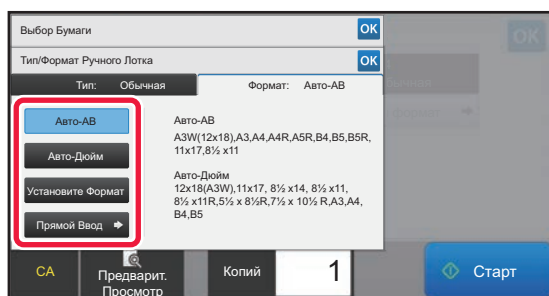 Выбор Бумаги
OK
OK
Тип/Формат Ручного Лотка
OK
Тип: Обычная
Формат: Авто-АВ
Авто-АВ
Авто-Дюйм
Установите Формат
Прямой Ввод
Авто-АВ
A3W(12x18),A3,A4,A4R,A5R,B4,B5,B5R,
11x17,8½ x11
Авто-Дюйм
12x18(A3W),11x17, 8½ x14, 8½ x11,
8½ x11R,5½ x 8½R,7½ x 10½ R,A3,A4,
B4,B5
CA
Предварит.
Просмотр
Копий
1
Старт